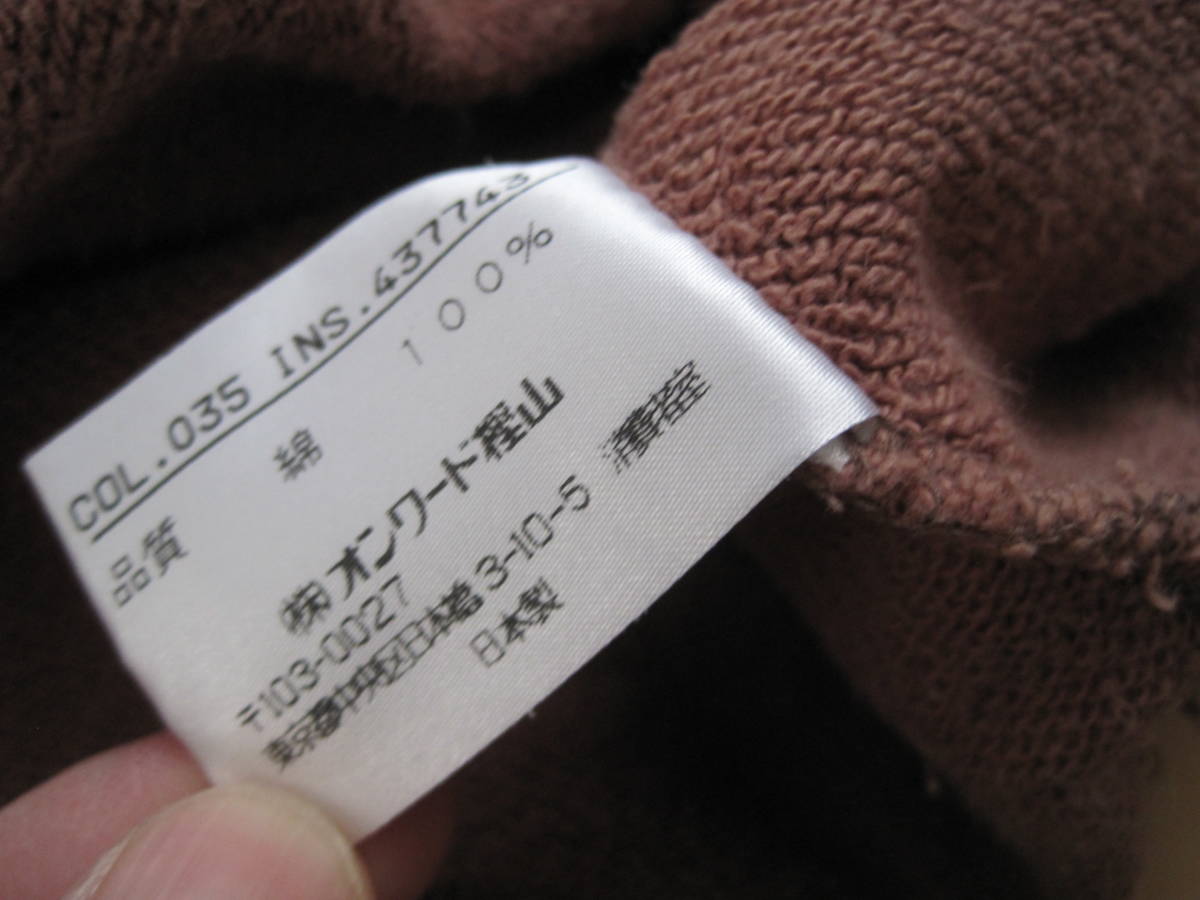 COL.035 INS.437743
品質 綿 100%
㈱オンワード樫山
〒103-0027
東京都中央区日本橋3-10-5
日本製